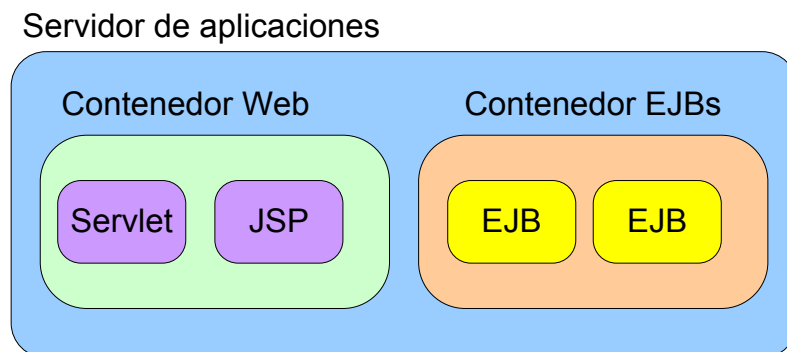 Servidor de aplicaciones
Contenedor Web
Contenedor EJBs
Servlet
JSP
EJB
EJB